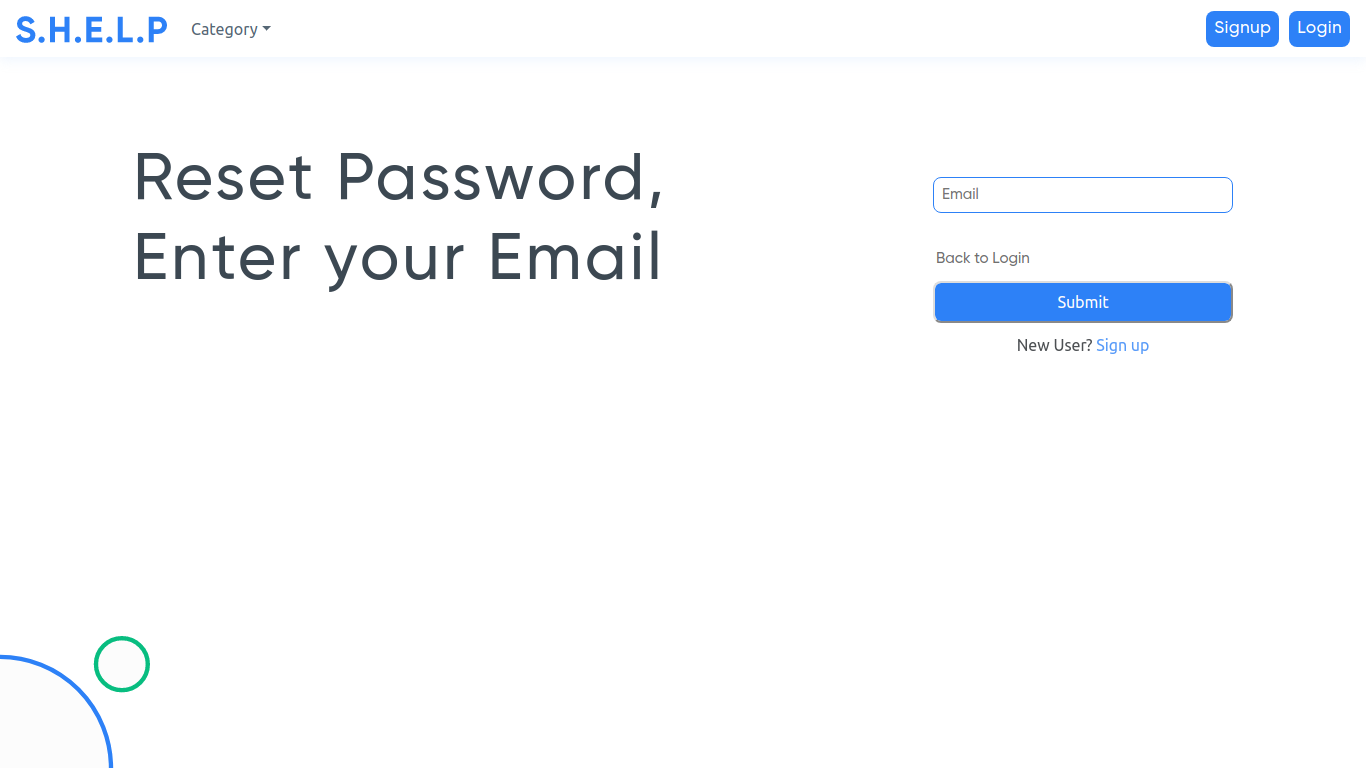 S.H.E.L.P Category Signup Login
Reset Password,
Enter your Email
Email
Back to Login
Submit
New User? Sign up